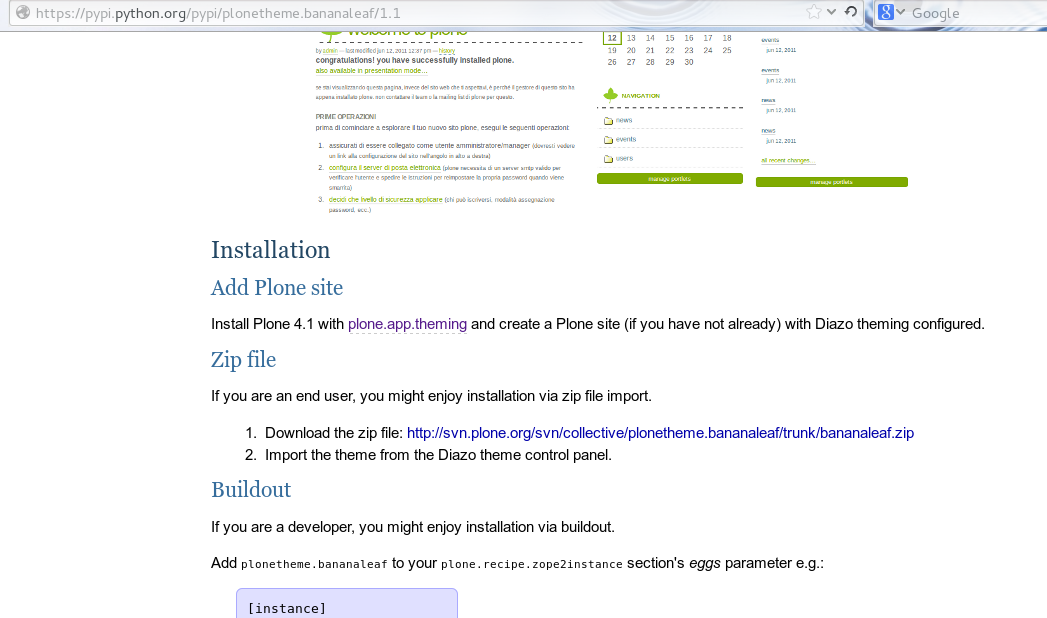 https://pypi.python.org/pypi/plonetheme.bananaleaf/1.1
Google
welcome to plone
by admin — last modified jun 12, 2011 12:37 pm — history
congratulations! you have successfully installed plone.
also available in presentation mode...
se stai visualizzando questa pagina, invece del sito web che ti aspettavi, è perché il gestore di questo sito ha
appena installato plone. non contattare il team o la mailing list di plone per questo.
PRIME OPERAZIONI
prima di cominciare a esplorare il tuo nuovo sito plone, esegui le seguenti operazioni:
1. assicurati di essere collegato come utente amministratore/manager (dovresti vedere
un link alla configurazione del sito nell'angolo in alto a destra)
2. configura il server di posta elettronica (plone necessita di un server smtp valido per
verificare l'utente e spedire le istruzioni per reimpostare la propria password quando viene
smarrita)
3. decidi che livello di sicurezza applicare (chi può iscriversi, modalità assegnazione
password, ecc.)
12 13 14 15 16 17 18
19 20 21 22 23 24 25
26 27 28 29 30
NAVIGATION
news
events
users
manage portlets
events
jun 12, 2011
events
jun 12, 2011
news
jun 12, 2011
news
jun 12, 2011
all recent changes...
manage portlets
Installation
Add Plone site
Install Plone 4.1 with plone.app.theming and create a Plone site (if you have not already) with Diazo theming configured.
Zip file
If you are an end user, you might enjoy installation via zip file import.
1. Download the zip file: http://svn.plone.org/svn/collective/plonetheme.bananaleaf/trunk/bananaleaf.zip
2. Import the theme from the Diazo theme control panel.
Buildout
If you are a developer, you might enjoy installation via buildout.
Add plonetheme.bananaleaf to your plone.recipe.zope2instance section's eggs parameter e.g.:
[instance]